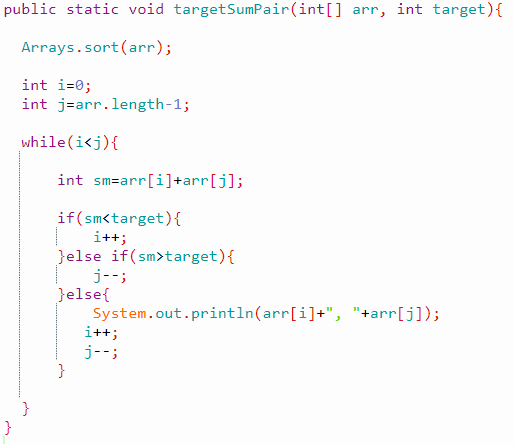 public static void targetSumPair(int[] arr, int target){
Arrays.sort(arr);
int i=0;
int j=arr.length-1;
while(i<j){
int sm=arr[i]+arr[j];
if(sm<target){
i++;
}else if(sm>target){
j--;
}else{
System.out.println(arr[i]+", "+arr[j]);
i++;
j--;
}
}
}